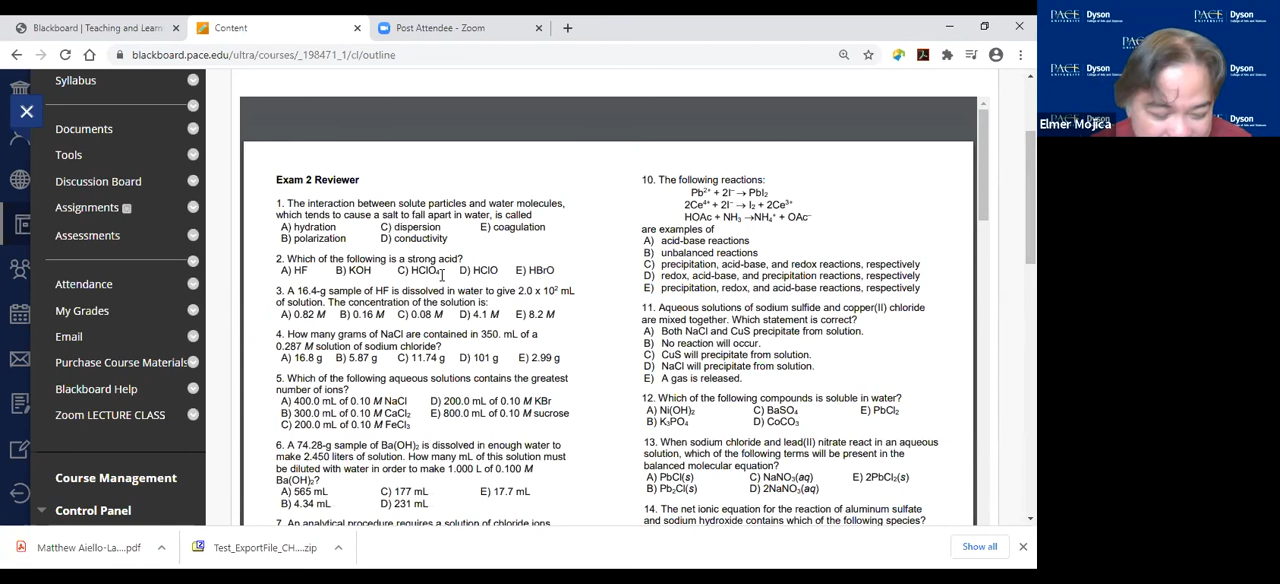 Blackboard | Teaching and Learn
Content
Post Attendee - Zoom
blackboard.pace.edu/ultra/courses/_198471_1/cl/outline
Syllabus
Documents
Tools
Discussion Board
Assignments
Assessments
Attendance
My Grades
Email
Purchase Course Materials
Blackboard Help
Zoom LECTURE CLASS
Course Management
Control Panel
Exam 2 Reviewer
1. The interaction between solute particles and water molecules,
which tends to cause a salt to fall apart in water, is called
A) hydration C) dispersion E) coagulation
B) polarization D) conductivity
2. Which of the following is a strong acid?
A) HF B) KOH C) HClO₄ D) HClO E) HBrO
3. A 16.4-g sample of HF is dissolved in water to give 2.0 x 10² mL
of solution. The concentration of the solution is:
A) 0.82 M B) 0.16 M C) 0.08 M D) 4.1 M E) 8.2 M
4. How many grams of NaCl are contained in 350. mL of a
0.287 M solution of sodium chloride?
A) 16.8 g B) 5.87 g C) 11.74 g D) 101 g E) 2.99 g
5. Which of the following aqueous solutions contains the greatest
number of ions?
A) 400.0 mL of 0.10 M NaCl D) 200.0 mL of 0.10 M KBr
B) 300.0 mL of 0.10 M CaCl₂ E) 800.0 mL of 0.10 M sucrose
C) 200.0 mL of 0.10 M FeCl₃
6. A 74.28-g sample of Ba(OH)₂ is dissolved in enough water to
make 2.450 liters of solution. How many mL of this solution must
be diluted with water in order to make 1.000 L of 0.100 M
Ba(OH)₂?
A) 565 mL C) 177 mL E) 17.7 mL
B) 4.34 mL D) 231 mL
7. An analytical procedure requires a solution of chloride ions
10. The following reactions:
Pb²⁺ + 2I⁻ → PbI₂
2Ce⁴⁺ + 2I⁻ → I₂ + 2Ce³⁺
HOAc + NH₃ →NH₄⁺ + OAc⁻
are examples of
A) acid-base reactions
B) unbalanced reactions
C) precipitation, acid-base, and redox reactions, respectively
D) redox, acid-base, and precipitation reactions, respectively
E) precipitation, redox, and acid-base reactions, respectively
11. Aqueous solutions of sodium sulfide and copper(II) chloride
are mixed together. Which statement is correct?
A) Both NaCl and CuS precipitate from solution.
B) No reaction will occur.
C) CuS will precipitate from solution.
D) NaCl will precipitate from solution.
E) A gas is released.
12. Which of the following compounds is soluble in water?
A) Ni(OH)₂ C) BaSO₄ E) PbCl₂
B) K₃PO₄ D) CoCO₃
13. When sodium chloride and lead(II) nitrate react in an aqueous
solution, which of the following terms will be present in the
balanced molecular equation?
A) PbCl(s) C) NaNO₃(aq) E) 2PbCl₂(s)
B) Pb₂Cl(s) D) 2NaNO₃(aq)
14. The net ionic equation for the reaction of aluminum sulfate
and sodium hydroxide contains which of the following species?
Matthew Aiello-La....pdf
Test_ExportFile_CH....zip
Show all
PACE Dyson
PACE Dyson
PACE
PACE Dyson
Dyson
Elmer Mojica
PACE Dyson
Dyson